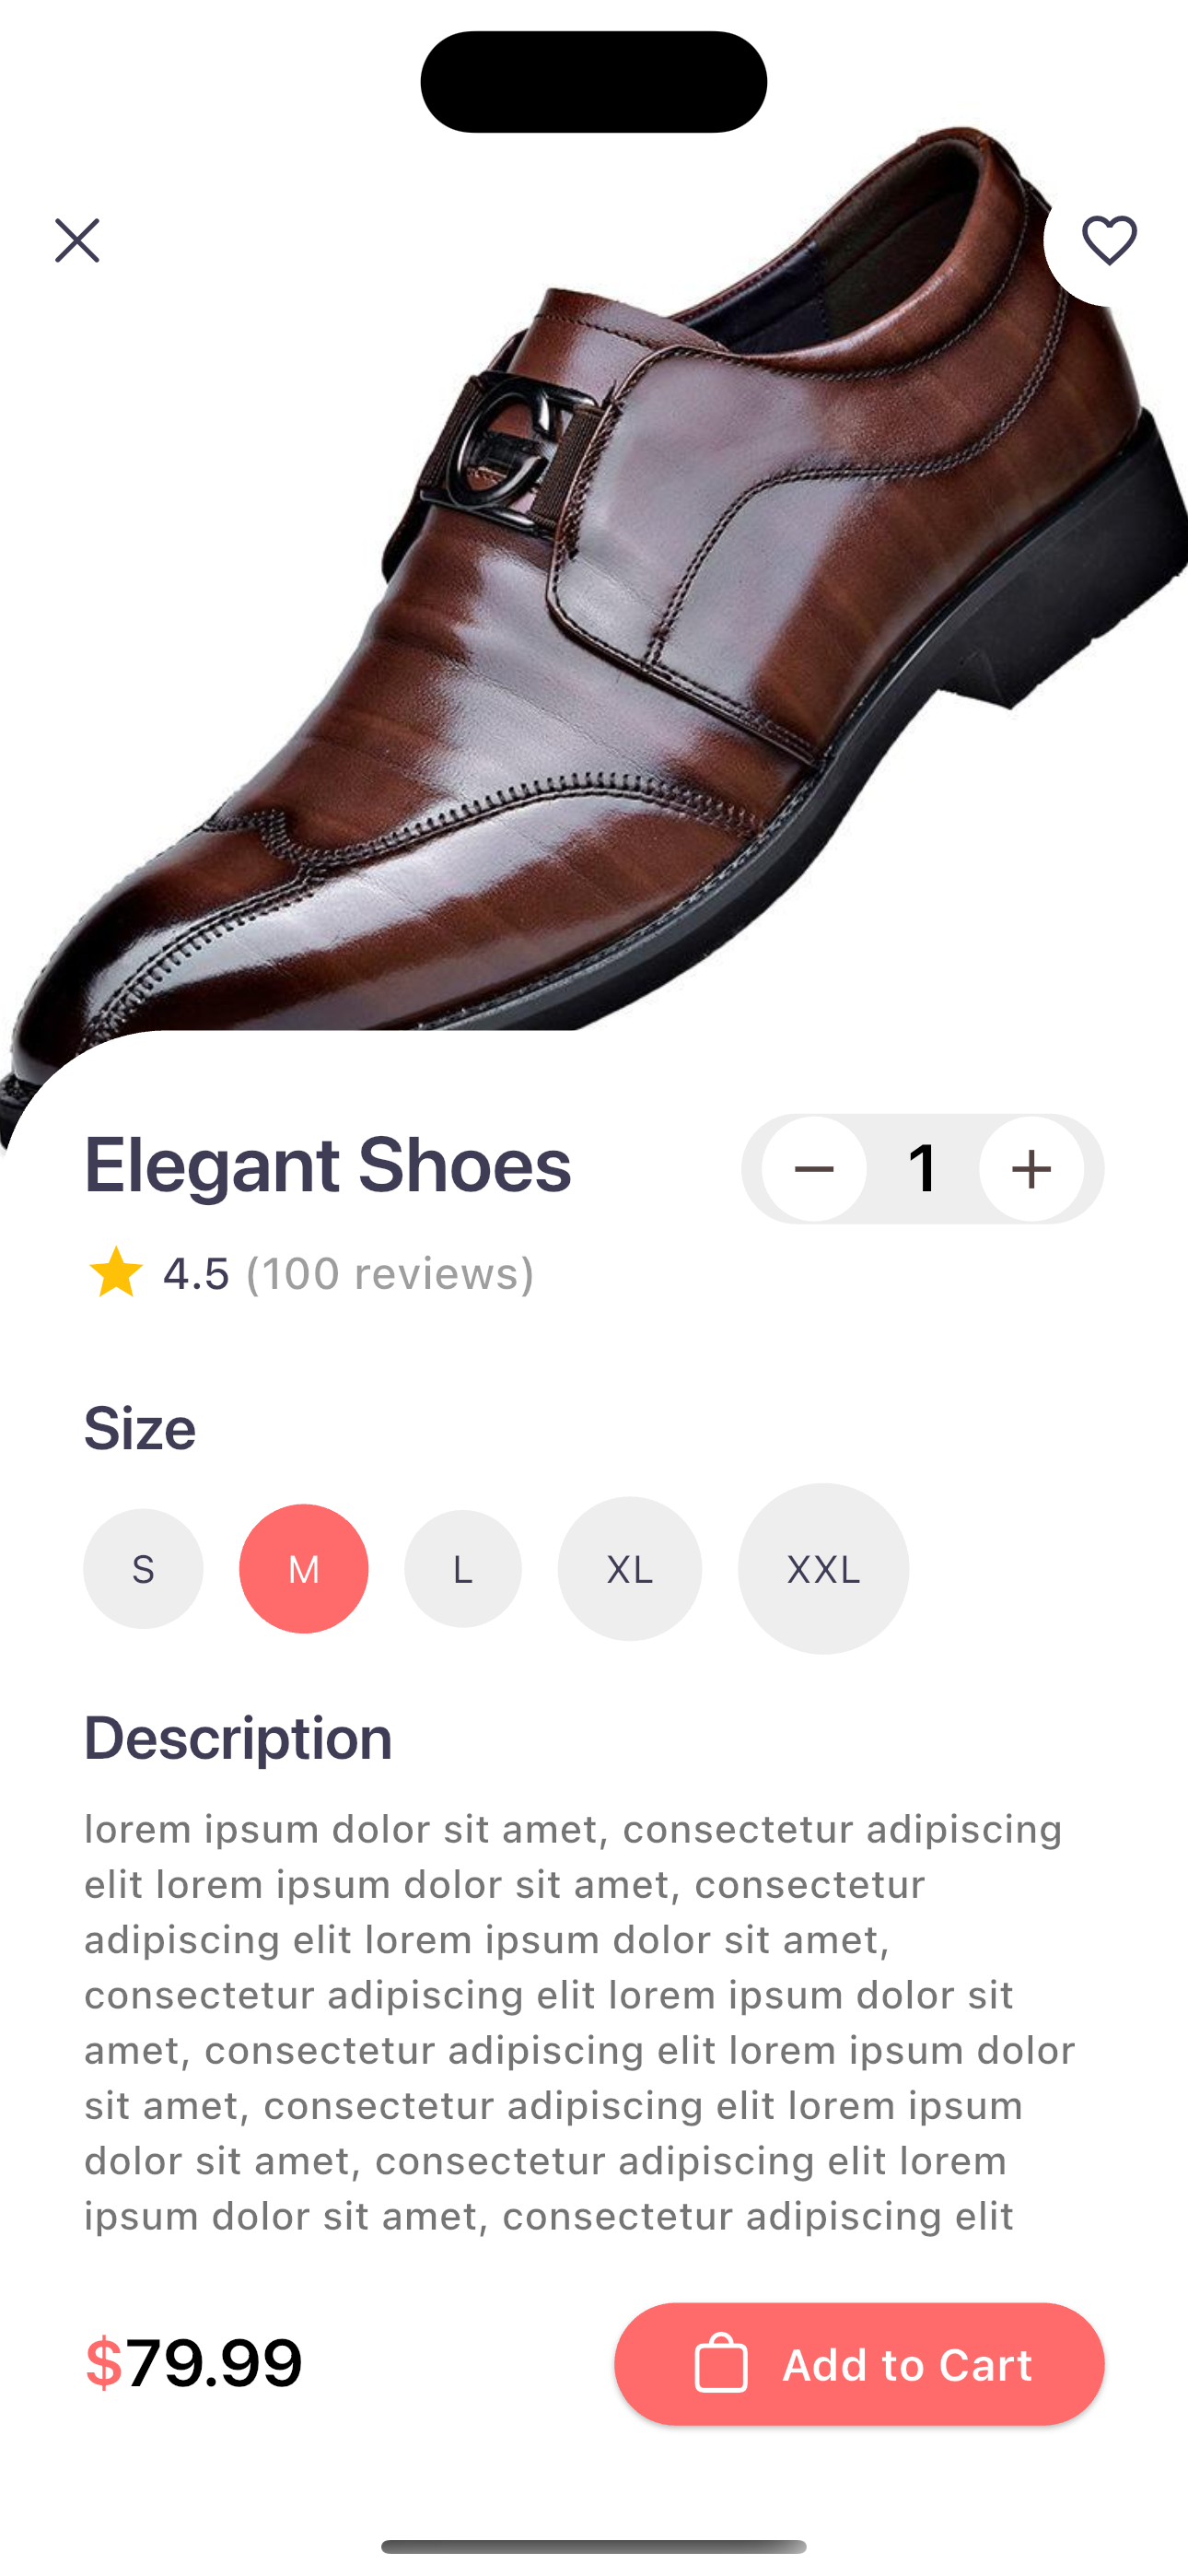 Elegant Shoes
1
4.5 (100 reviews)
Size
S M L XL XXL
Description
lorem ipsum dolor sit amet, consectetur adipiscing
elit lorem ipsum dolor sit amet, consectetur
adipiscing elit lorem ipsum dolor sit amet,
consectetur adipiscing elit lorem ipsum dolor sit
amet, consectetur adipiscing elit lorem ipsum dolor
sit amet, consectetur adipiscing elit lorem ipsum
dolor sit amet, consectetur adipiscing elit lorem
ipsum dolor sit amet, consectetur adipiscing elit
$79.99
Add to Cart